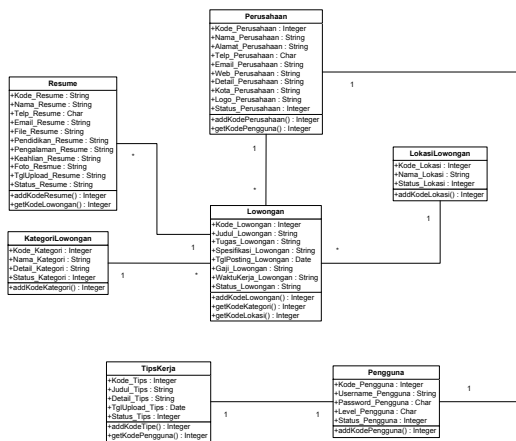 Perusahaan
+Kode_Perusahaan : Integer
+Nama_Perusahaan : String
+Alamat_Perusahaan : String
+Telp_Perusahaan : Char
+Email_Perusahaan : String
+Web_Perusahaan : String
+Detail_Perusahaan : String
+Kota_Perusahaan : String
+Logo_Perusahaan : String
+Status_Perusahaan : Integer
+addKodePerusahaan() : Integer
+getKodePengguna() : Integer
1
1
*
Resume
+Kode_Resume : String
+Nama_Resume : String
+Telp_Resume : Char
+Email_Resume : String
+File_Resume : String
+Pendidikan_Resume : String
+Pengalaman_Resume : String
+Keahlian_Resume : String
+Foto_Resmue : String
+TglUpload_Resume : String
+Status_Resume : String
+addKodeResume() : Integer
+getKodeLowongan() : Integer
*
1
LokasiLowongan
+Kode_Lokasi : Integer
+Nama_Lokasi : String
+Status_Lokasi : Integer
+addKodeLokasi() : Integer
1
*
Lowongan
+Kode_Lowongan : Integer
+Judul_Lowongan : String
+Tugas_Lowongan : String
+Spesifikasi_Lowongan : String
+TglPosting_Lowongan : Date
+Gaji_Lowongan : String
+WaktuKerja_Lowongan : String
+Status_Lowongan : String
+addKodeLowongan() : Integer
+getKodeKategori() : Integer
+getKodeLokasi() : Integer
KategoriLowongan
+Kode_Kategori : Integer
+Nama_Kategori : String
+Detail_Kategori : String
+Status_Kategori : Integer
+addKodeKategori() : Integer
1
*
TipsKerja
+Kode_Tips : Integer
+Judul_Tips : String
+Detail_Tips : String
+TglUpload_Tips : Date
+Status_Tips : Integer
+addKodeTipe() : Integer
+getKodePengguna() : Integer
1
1
Pengguna
+Kode_Pengguna : Integer
+Username_Pengguna : String
+Password_Pengguna : Char
+Level_Pengguna : Char
+Status_Pengguna : Integer
+addKodePengguna() : Integer
1